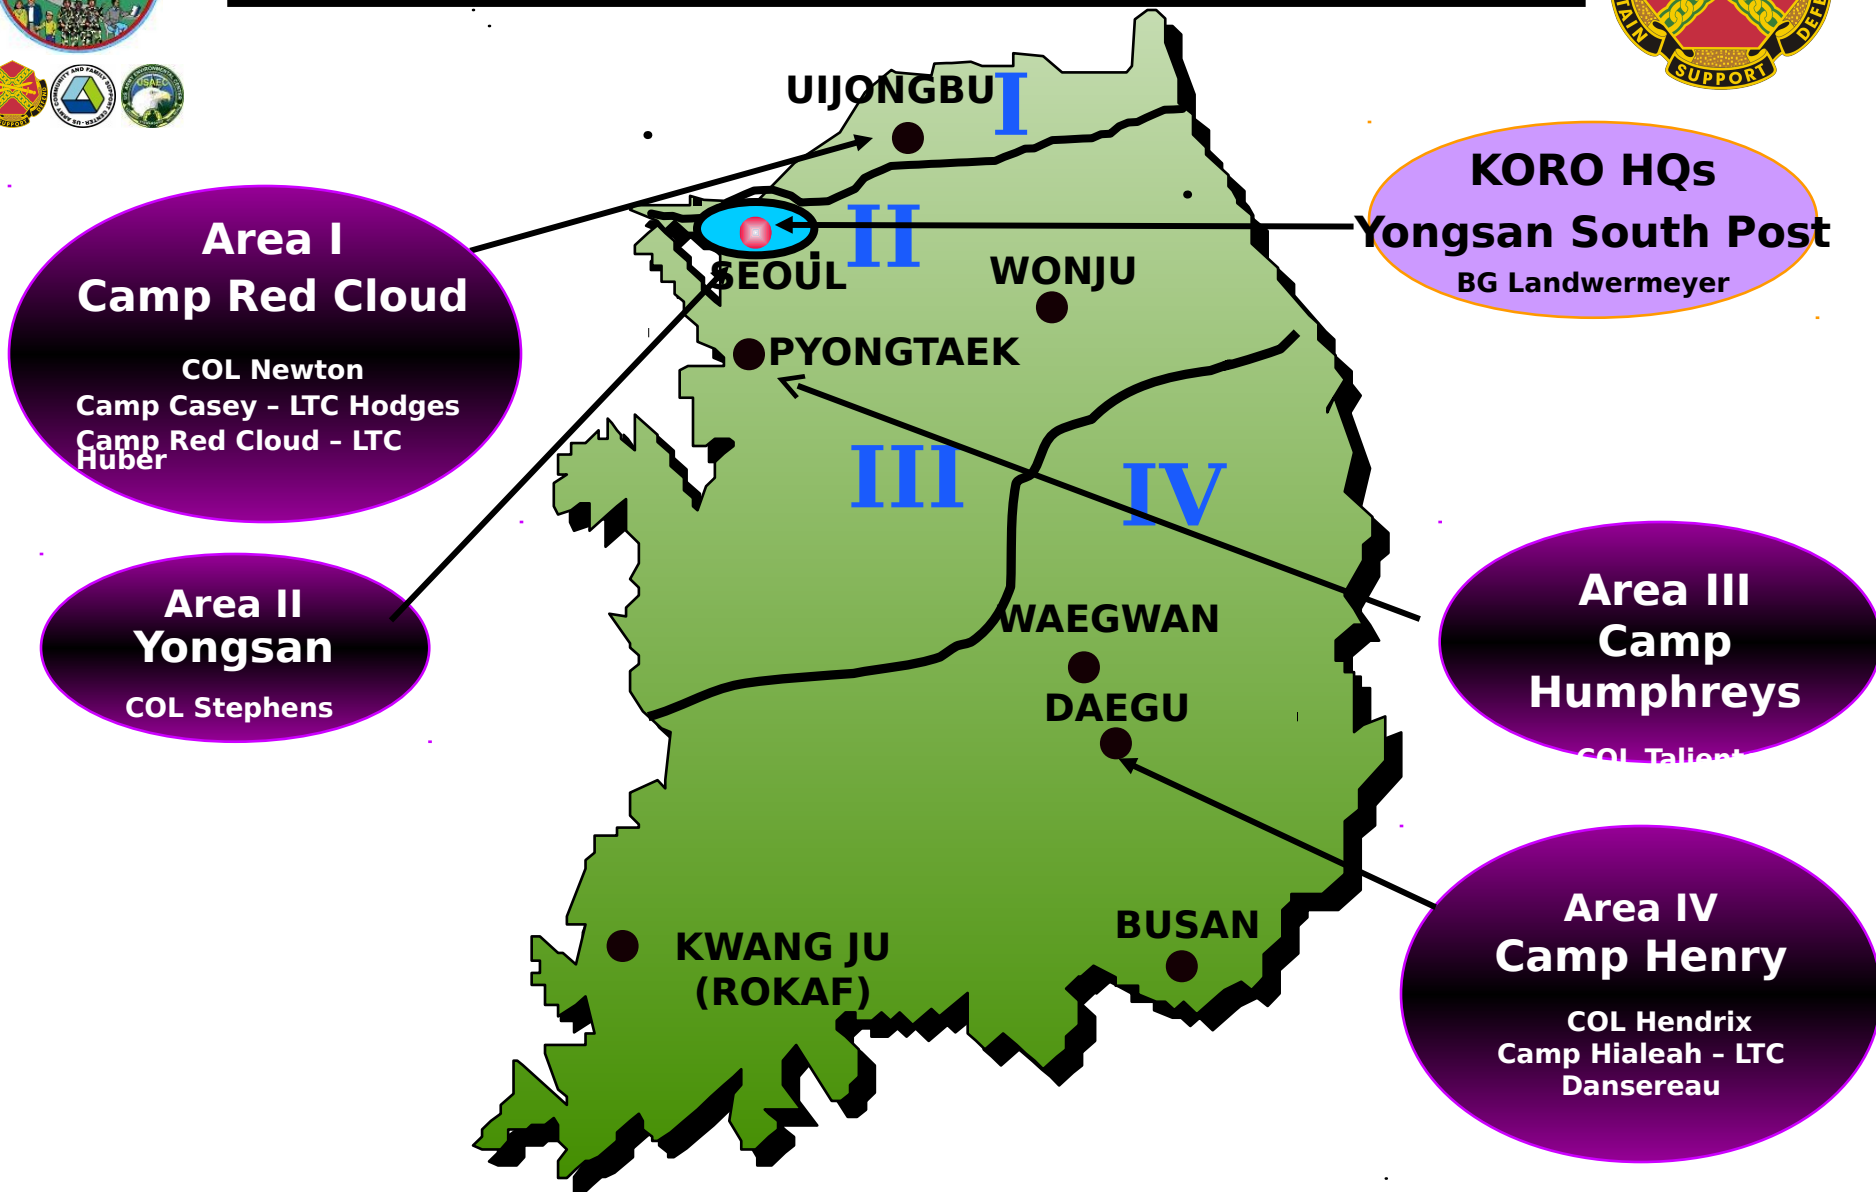 SUPPORT
UIJONGBU
I
KORO HQs
Yongsan South Post
BG Landwermeyer
Area I
Camp Red Cloud
COL Newton
Camp Casey – LTC Hodges
Camp Red Cloud – LTC
Huber
II
SEOUL
WONJU
PYONGTAEK
III
IV
Area II
Yongsan
COL Stephens
Area III
Camp
Humphreys
COL
WAEGWAN
DAEGU
Area IV
Camp Henry
COL Hendrix
Camp Hialeah – LTC
Dansereau
BUSAN
KWANG JU
(ROKAF)
USAEC